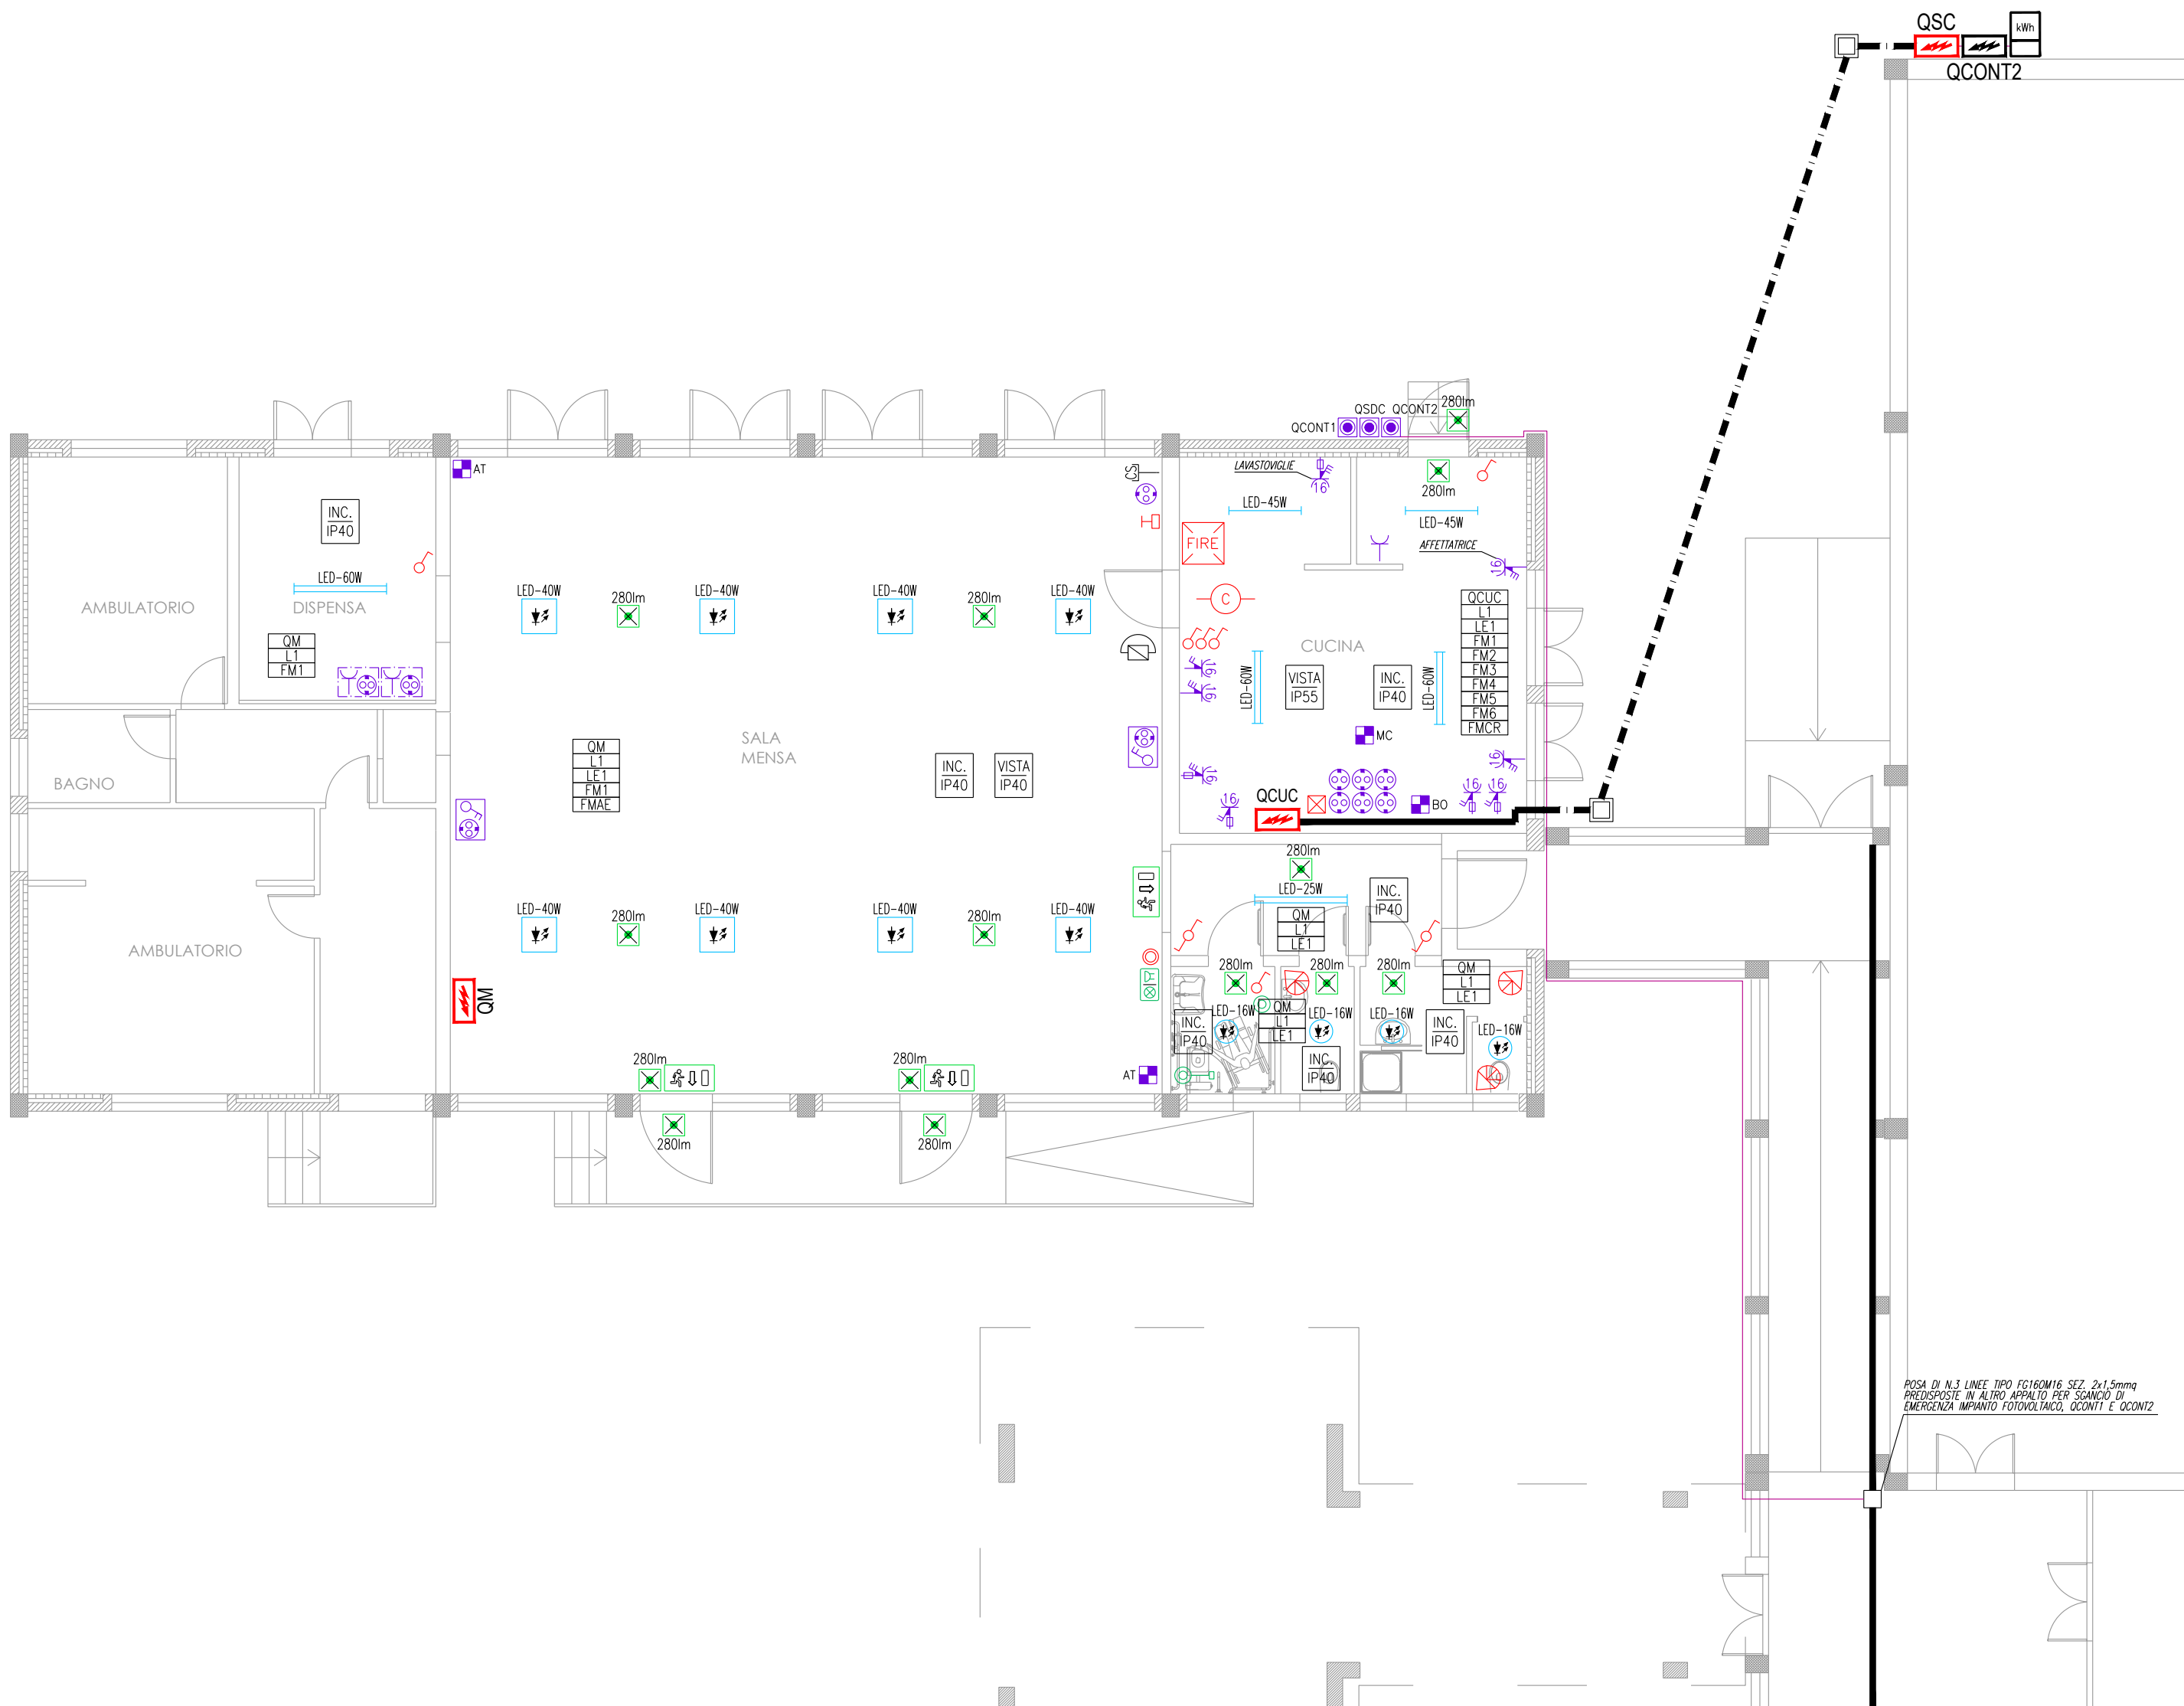 QSC
kWh
QCONT2
QSDC QCONT2 280lm
QCONT1
AT
CS
LAVASTOVIGLIE
16
E
280lm
LED-45W
LED-45W
INC.
IP40
FIRE
AFFETTATRICE
16
E
LED-60W
AMBULATORIO
DISPENSA
LED-40W
280lm
LED-40W
LED-40W
280lm
LED-40W
C
QCUC
L1
LE1
FM1
FM2
FM3
FM4
FM5
FM6
FMCR
QM
L1
FM1
CUCINA
16
E
16
E
LED-60W
VISTA
IP55
INC.
IP40
LED-60W
MC
SALA
MENSA
QM
L1
LE1
FM1
FMAE
INC.
IP40
VISTA
IP40
F
16
E
16
E
BAGNO
F
16
E
QCUC
BO
16
E
16
E
280lm
LED-25W
INC.
IP40
LED-40W
280lm
LED-40W
LED-40W
280lm
LED-40W
QM
L1
LE1
AMBULATORIO
280lm
280lm
280lm
QM
L1
LE1
QM
LED-16W
QM
L1
LE1
LED-16W
LED-16W
INC.
IP40
INC.
IP40
LED-16W
INC.
IP40
280lm
280lm
AT
280lm
280lm
POSA DI N.3 LINEE TIPO FG16OM16 SEZ. 2x1,5mmq
PREDISPOSTE IN ALTRO APPALTO PER SGANCIO DI
EMERGENZA IMPIANTO FOTOVOLTAICO, QCONT1 E QCONT2